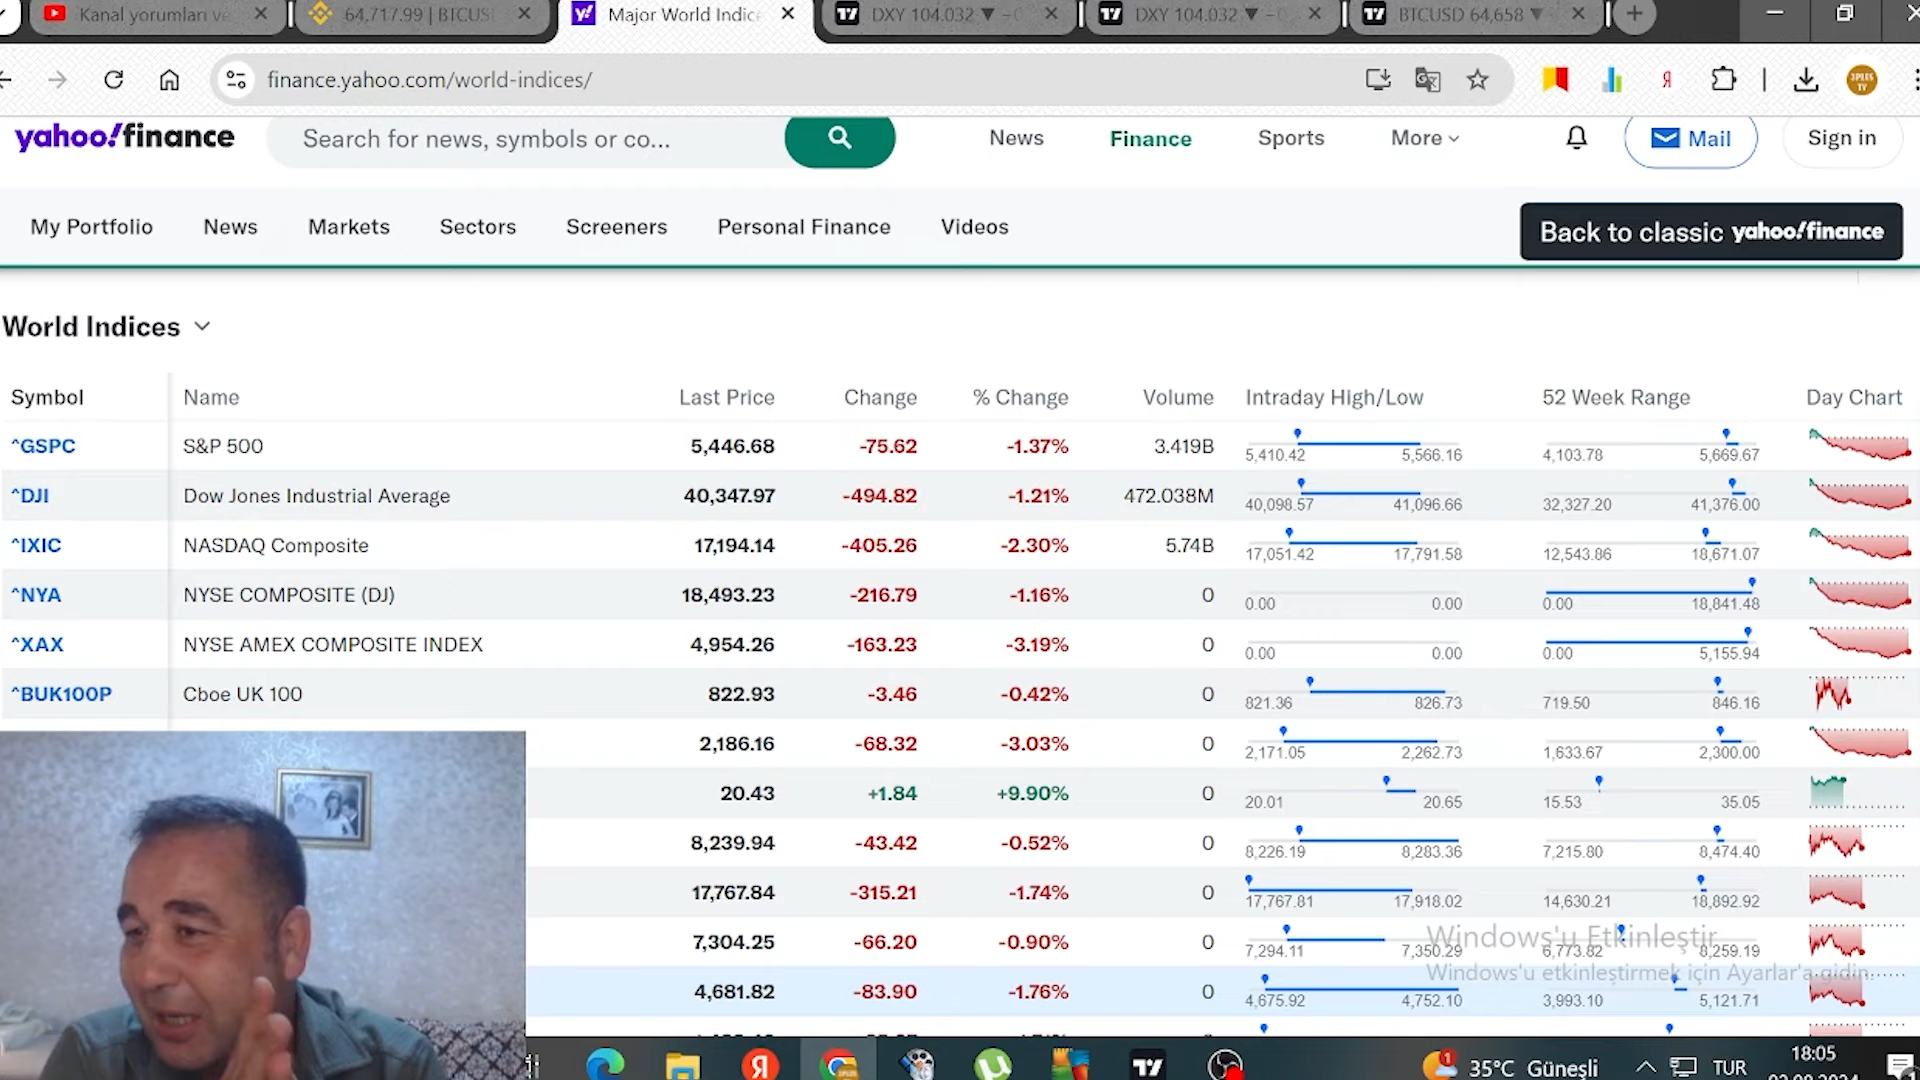 Kanal yorumları ve
64,717.99 | BTCUS
Major World Indice
DXY 104.032 ▼ −
DXY 104.032 ▼ −
BTCUSD 64,658 ▼
finance.yahoo.com/world-indices/
yahoo!finance
Search for news, symbols or co...
News
Finance
Sports
More
Mail
Sign in
My Portfolio
News
Markets
Sectors
Screeners
Personal Finance
Videos
Back to classic yahoo!finance
World Indices
Symbol Name Last Price Change % Change Volume Intraday High/Low 52 Week Range Day Chart
^GSPC S&P 500 5,446.68 -75.62 -1.37% 3.419B 5,410.42 5,566.16 4,103.78 5,669.67
^DJI Dow Jones Industrial Average 40,347.97 -494.82 -1.21% 472.038M 40,098.57 41,096.66 32,327.20 41,376.00
^IXIC NASDAQ Composite 17,194.14 -405.26 -2.30% 5.74B 17,051.42 17,791.58 12,543.86 18,671.07
^NYA NYSE COMPOSITE (DJ) 18,493.23 -216.79 -1.16% 0 0.00 0.00 0.00 18,841.48
^XAX NYSE AMEX COMPOSITE INDEX 4,954.26 -163.23 -3.19% 0 0.00 0.00 0.00 5,155.94
^BUK100P Cboe UK 100 822.93 -3.46 -0.42% 0 821.36 826.73 719.50 846.16
2,186.16 -68.32 -3.03% 0 2,171.05 2,262.73 1,633.67 2,300.00
20.43 +1.84 +9.90% 0 20.01 20.65 15.53 35.05
8,239.94 -43.42 -0.52% 0 8,226.19 8,283.36 7,215.80 8,474.40
17,767.84 -315.21 -1.74% 0 17,767.81 17,918.02 14,630.21 18,892.92
7,304.25 -66.20 -0.90% 0 7,294.11 7,350.29 6,773.82 8,259.19
4,681.82 -83.90 -1.76% 0 4,675.92 4,752.10 3,993.10 5,121.71
Windows'u Etkinleştir
Windows'u etkinleştirmek için Ayarlar'a gidin.
1
35°C Güneşli
TUR
18:05